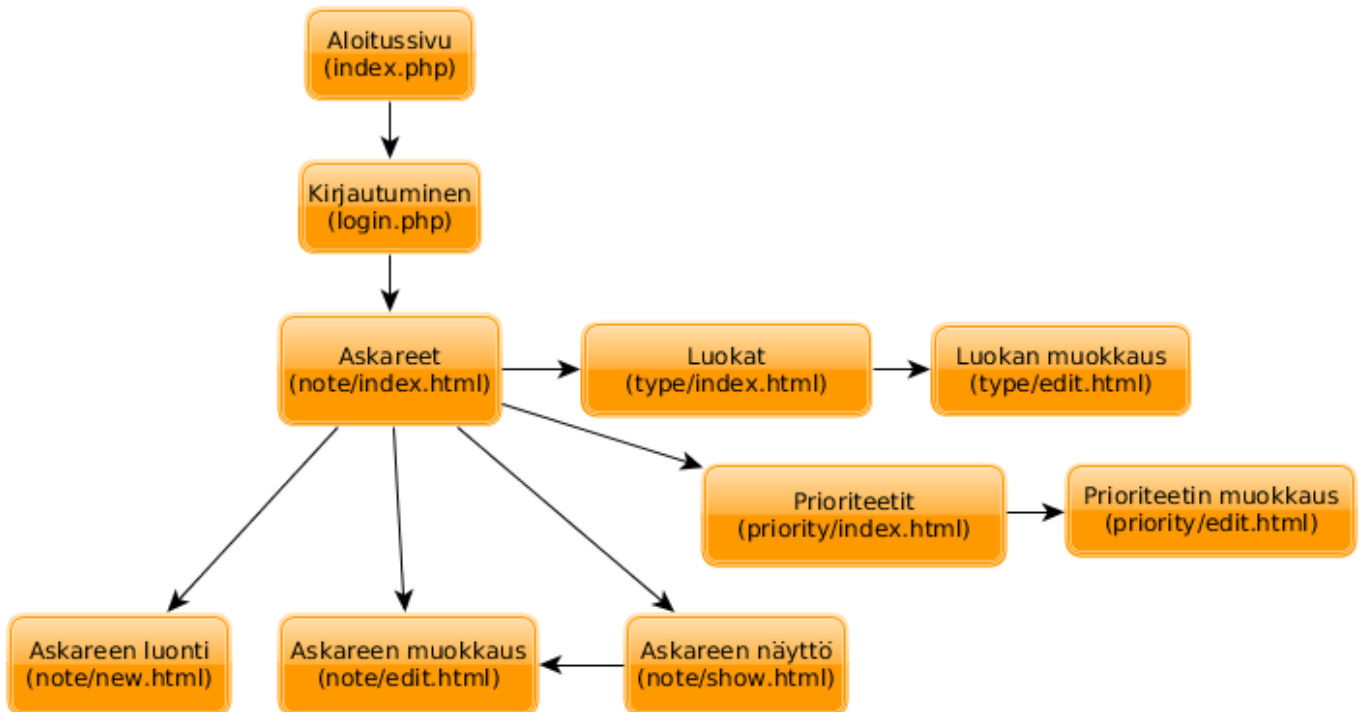 Aloitussivu
(index.php)
Kirjautuminen
(login.php)
Askareet
(note/index.html)
Luokat
(type/index.html)
Luokan muokkaus
(type/edit.html)
Prioriteetit
(priority/index.html)
Prioriteetin muokkaus
(priority/edit.html)
Askareen luonti
(note/new.html)
Askareen muokkaus
(note/edit.html)
Askareen näyttö
(note/show.html)